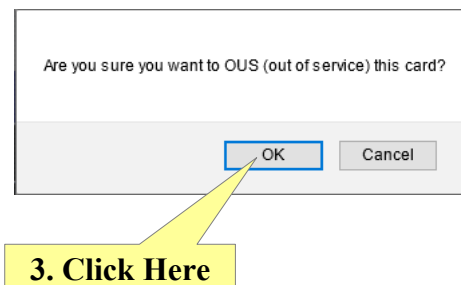 Are you sure you want to OUS (out of service) this card?
OK Cancel
3. Click Here